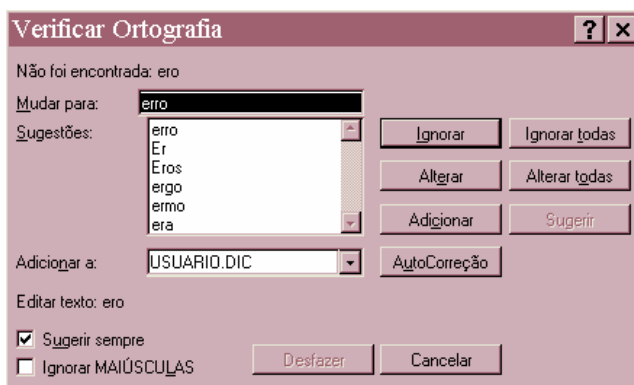 Verificar Ortografia
Não foi encontrada: ero
Mudar para: erro
Sugestões:
erro
Er
Eros
ergo
ermo
era
Ignorar
Ignorar todas
Alterar
Alterar todas
Adicionar
Sugerir
Adicionar a: USUARIO.DIC
AutoCorreção
Editar texto: ero
Sugerir sempre
Ignorar MAIÚSCULAS
Desfazer
Cancelar